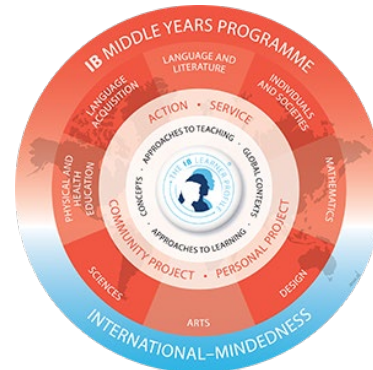 IB MIDDLE YEARS PROGRAMME
LANGUAGE AND
LITERATURE
INDIVIDUALS
AND SOCIETIES
MATHEMATICS
DESIGN
ARTS
SCIENCES
PHYSICAL AND
HEALTH
EDUCATION
LANGUAGE
ACQUISITION
ACTION • SERVICE
PERSONAL PROJECT
COMMUNITY PROJECT •
APPROACHES TO TEACHING •
GLOBAL CONTEXTS
APPROACHES TO LEARNING •
CONCEPTS •
THE IB LEARNER PROFILE
INTERNATIONAL–MINDEDNESS